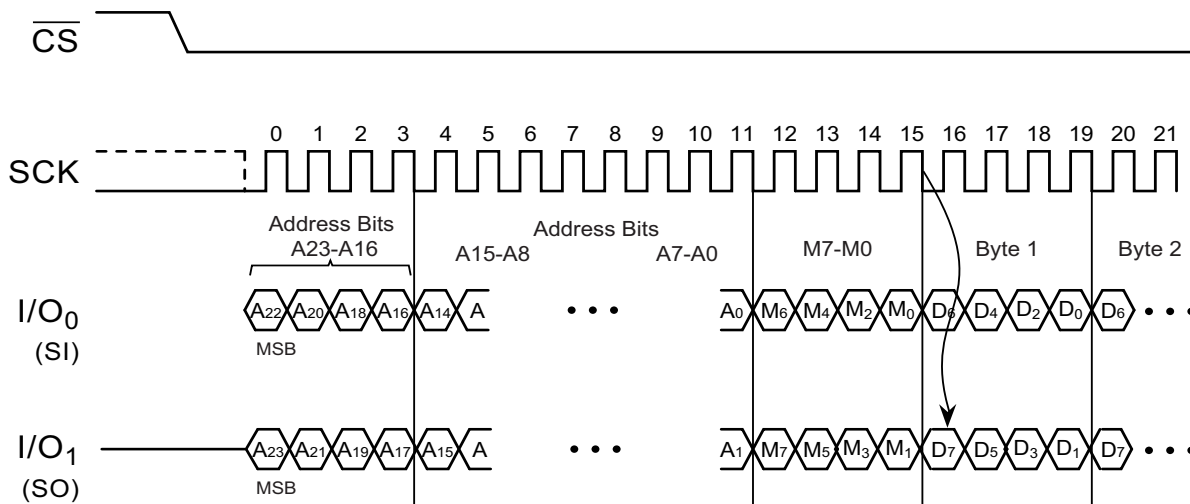 CS
0 1 2 3 4 5 6 7 8 9 10 11 12 13 14 15 16 17 18 19 20 21
SCK
Address Bits
A23-A16
Address Bits
A15-A8
A7-A0
M7-M0
Byte 1
Byte 2
I/O0
(SI)
A22 A20 A18 A16 A14 A ••• A0 M6 M4 M2 M0 D6 D4 D2 D0 D6 •••
MSB
I/O1
(SO)
A23 A21 A19 A17 A15 A ••• A1 M7 M5 M3 M1 D7 D5 D3 D1 D7 •••
MSB